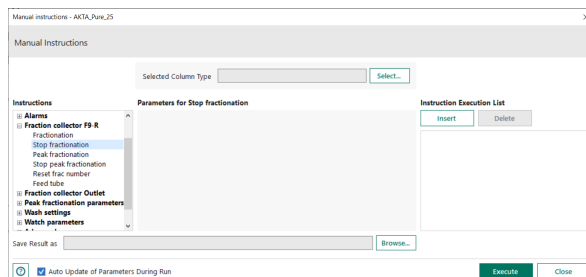 Manual instructions - AKTA_Pure_25
Manual Instructions
Selected Column Type
Select...
Instructions
Parameters for Stop fractionation
Instruction Execution List
Alarms
Fraction collector F9-R
Fractionation
Stop fractionation
Peak fractionation
Stop peak fractionation
Reset frac number
Feed tube
Fraction collector Outlet
Peak fractionation parameters
Wash settings
Watch parameters
Insert
Delete
Save Result as
Browse...
Auto Update of Parameters During Run
Execute
Close